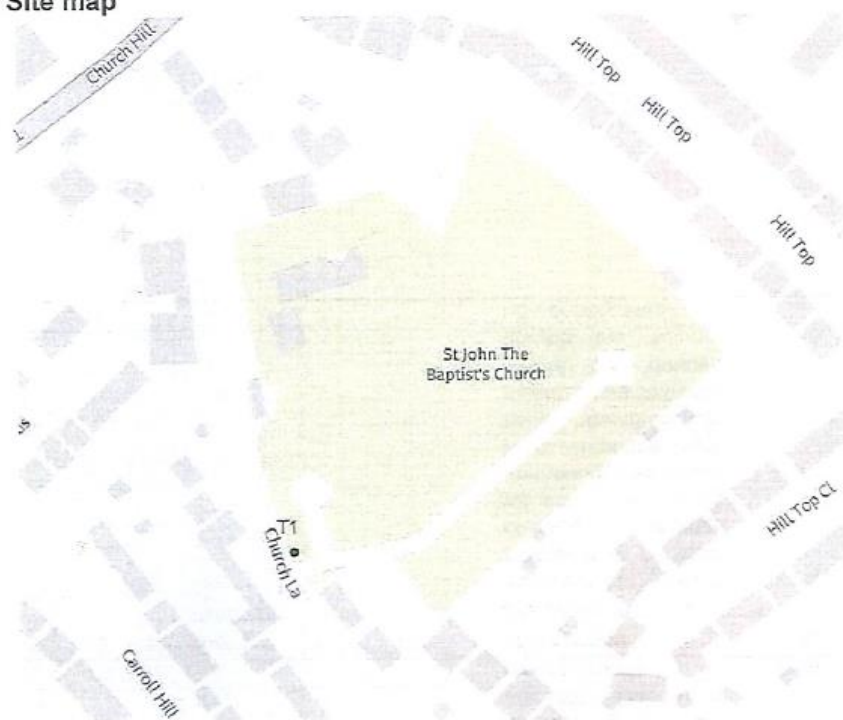 Site map
Church Hill
Hill Top
Hill Top
Hill Top
St John The
Baptist's Church
T1
Church La
Hill Top Cl
Carroll Hill